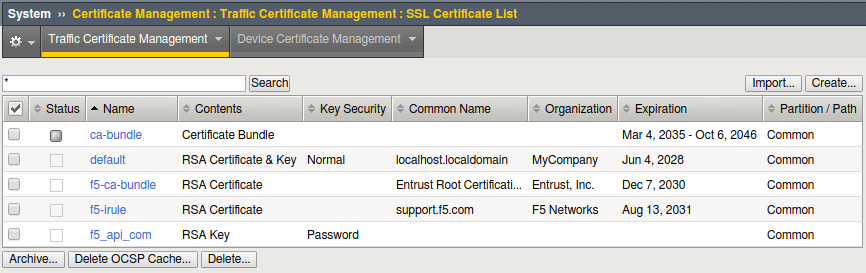 System ›› Certificate Management : Traffic Certificate Management : SSL Certificate List
Traffic Certificate Management Device Certificate Management
* Search Import... Create...
Status Name Contents Key Security Common Name Organization Expiration Partition / Path
ca-bundle Certificate Bundle Mar 4, 2035 - Oct 6, 2046 Common
default RSA Certificate & Key Normal localhost.localdomain MyCompany Jun 4, 2028 Common
f5-ca-bundle RSA Certificate Entrust Root Certificati... Entrust, Inc. Dec 7, 2030 Common
f5-irule RSA Certificate support.f5.com F5 Networks Aug 13, 2031 Common
f5_api_com RSA Key Password Common
Archive... Delete OCSP Cache... Delete...